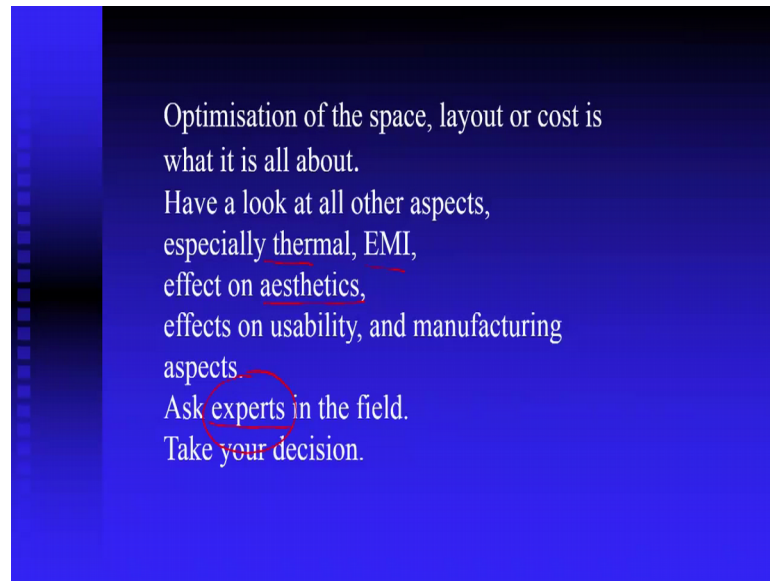 Optimisation of the space, layout or cost is
what it is all about.
Have a look at all other aspects,
especially thermal, EMI,
effect on aesthetics,
effects on usability, and manufacturing
aspects.
Ask experts in the field.
Take your decision.